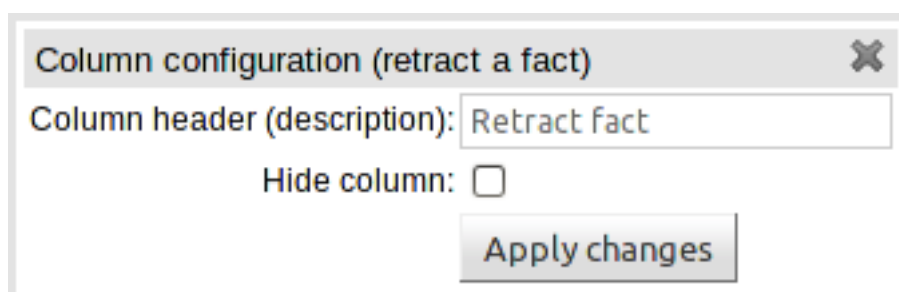 Column configuration (retract a fact)
Column header (description): Retract fact
Hide column:
Apply changes